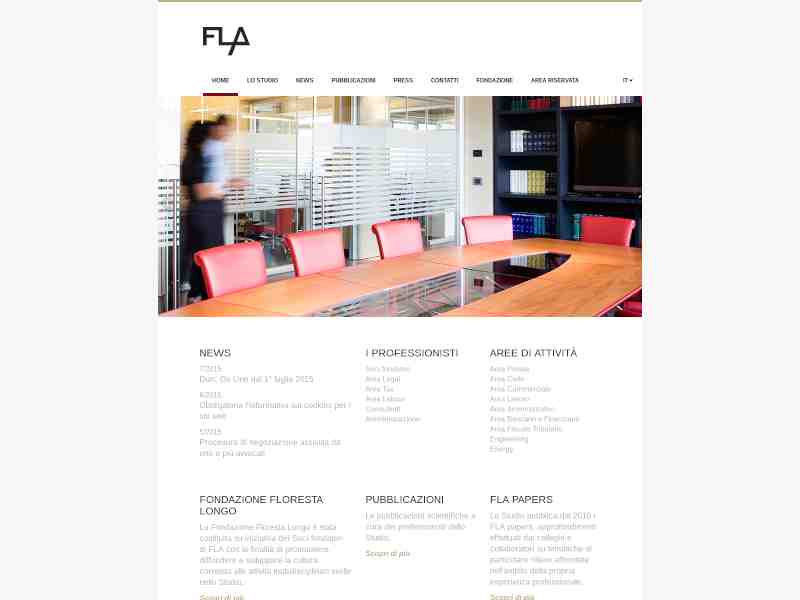 FLA
HOME LO STUDIO NEWS PUBBLICAZIONI PRESS CONTATTI FONDAZIONE AREA RISERVATA IT
NEWS
7/2015
Durc On Line dal 1° luglio 2015
6/2015
Obbligatoria l'informativa sui cookies per i
siti web
5/2015
Procedura di negoziazione assistita da
uno o più avvocati
I PROFESSIONISTI
Soci fondatori
Area Legal
Area Tax
Area Labour
Consulenti
Amministrazione
AREE DI ATTIVITÀ
Area Penale
Area Civile
Area Commerciale
Area Lavoro
Area Amministrativo
Area Bancario e Finanziario
Area Fiscale Tributario
Engineering
Energy
FONDAZIONE FLORESTA
LONGO
La Fondazione Floresta Longo è stata
costituita su iniziativa dei Soci fondatori
di FLA con le finalità di promuovere,
diffondere e sviluppare la cultura
connessa alle attività multidisciplinari svolte
nello Studio.
Scopri di più
PUBBLICAZIONI
Le pubblicazioni scientifiche a
cura dei professionisti dello
Studio.
Scopri di più
FLA PAPERS
Lo Studio pubblica dal 2010 i
FLA papers, approfondimenti
effettuati dai colleghi e
collaboratori su tematiche di
particolare rilievo affrontate
nell'ambito della propria
esperienza professionale.
Scopri di più